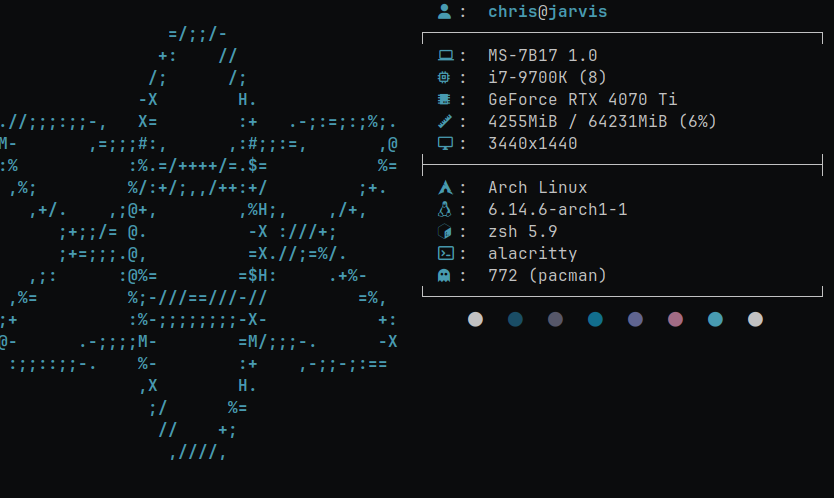 chris@jarvis
: MS-7B17 1.0
: i7-9700K (8)
: GeForce RTX 4070 Ti
: 4255MiB / 64231MiB (6%)
: 3440x1440
: Arch Linux
: 6.14.6-arch1-1
: zsh 5.9
: alacritty
: 772 (pacman)